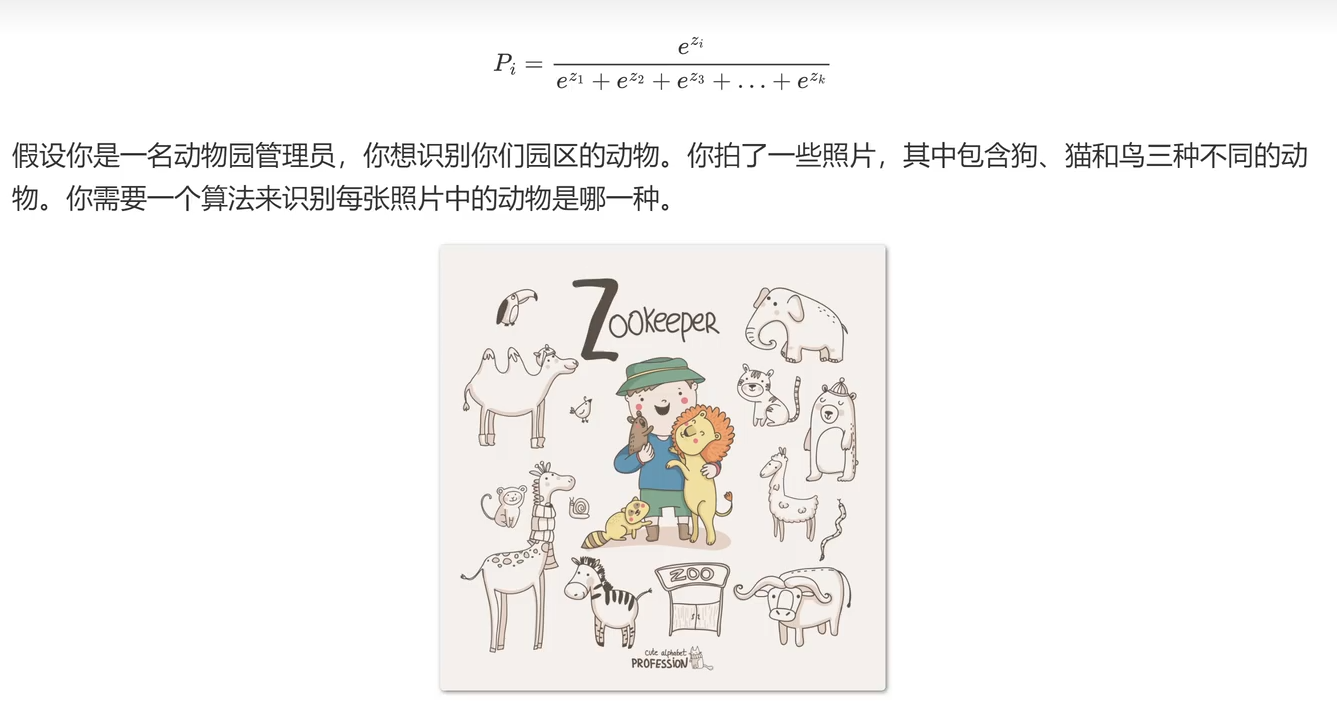 P_i = \frac{e^{z_i}}{e^{z_1} + e^{z_2} + e^{z_3} + \ldots + e^{z_k}}
假设你是一名动物园管理员，你想识别你们园区的动物。你拍了一些照片，其中包含狗、猫和鸟三种不同的动
物。你需要一个算法来识别每张照片中的动物是哪一种。
Zookeeper
ZOO
cute alphabet
PROFESSION